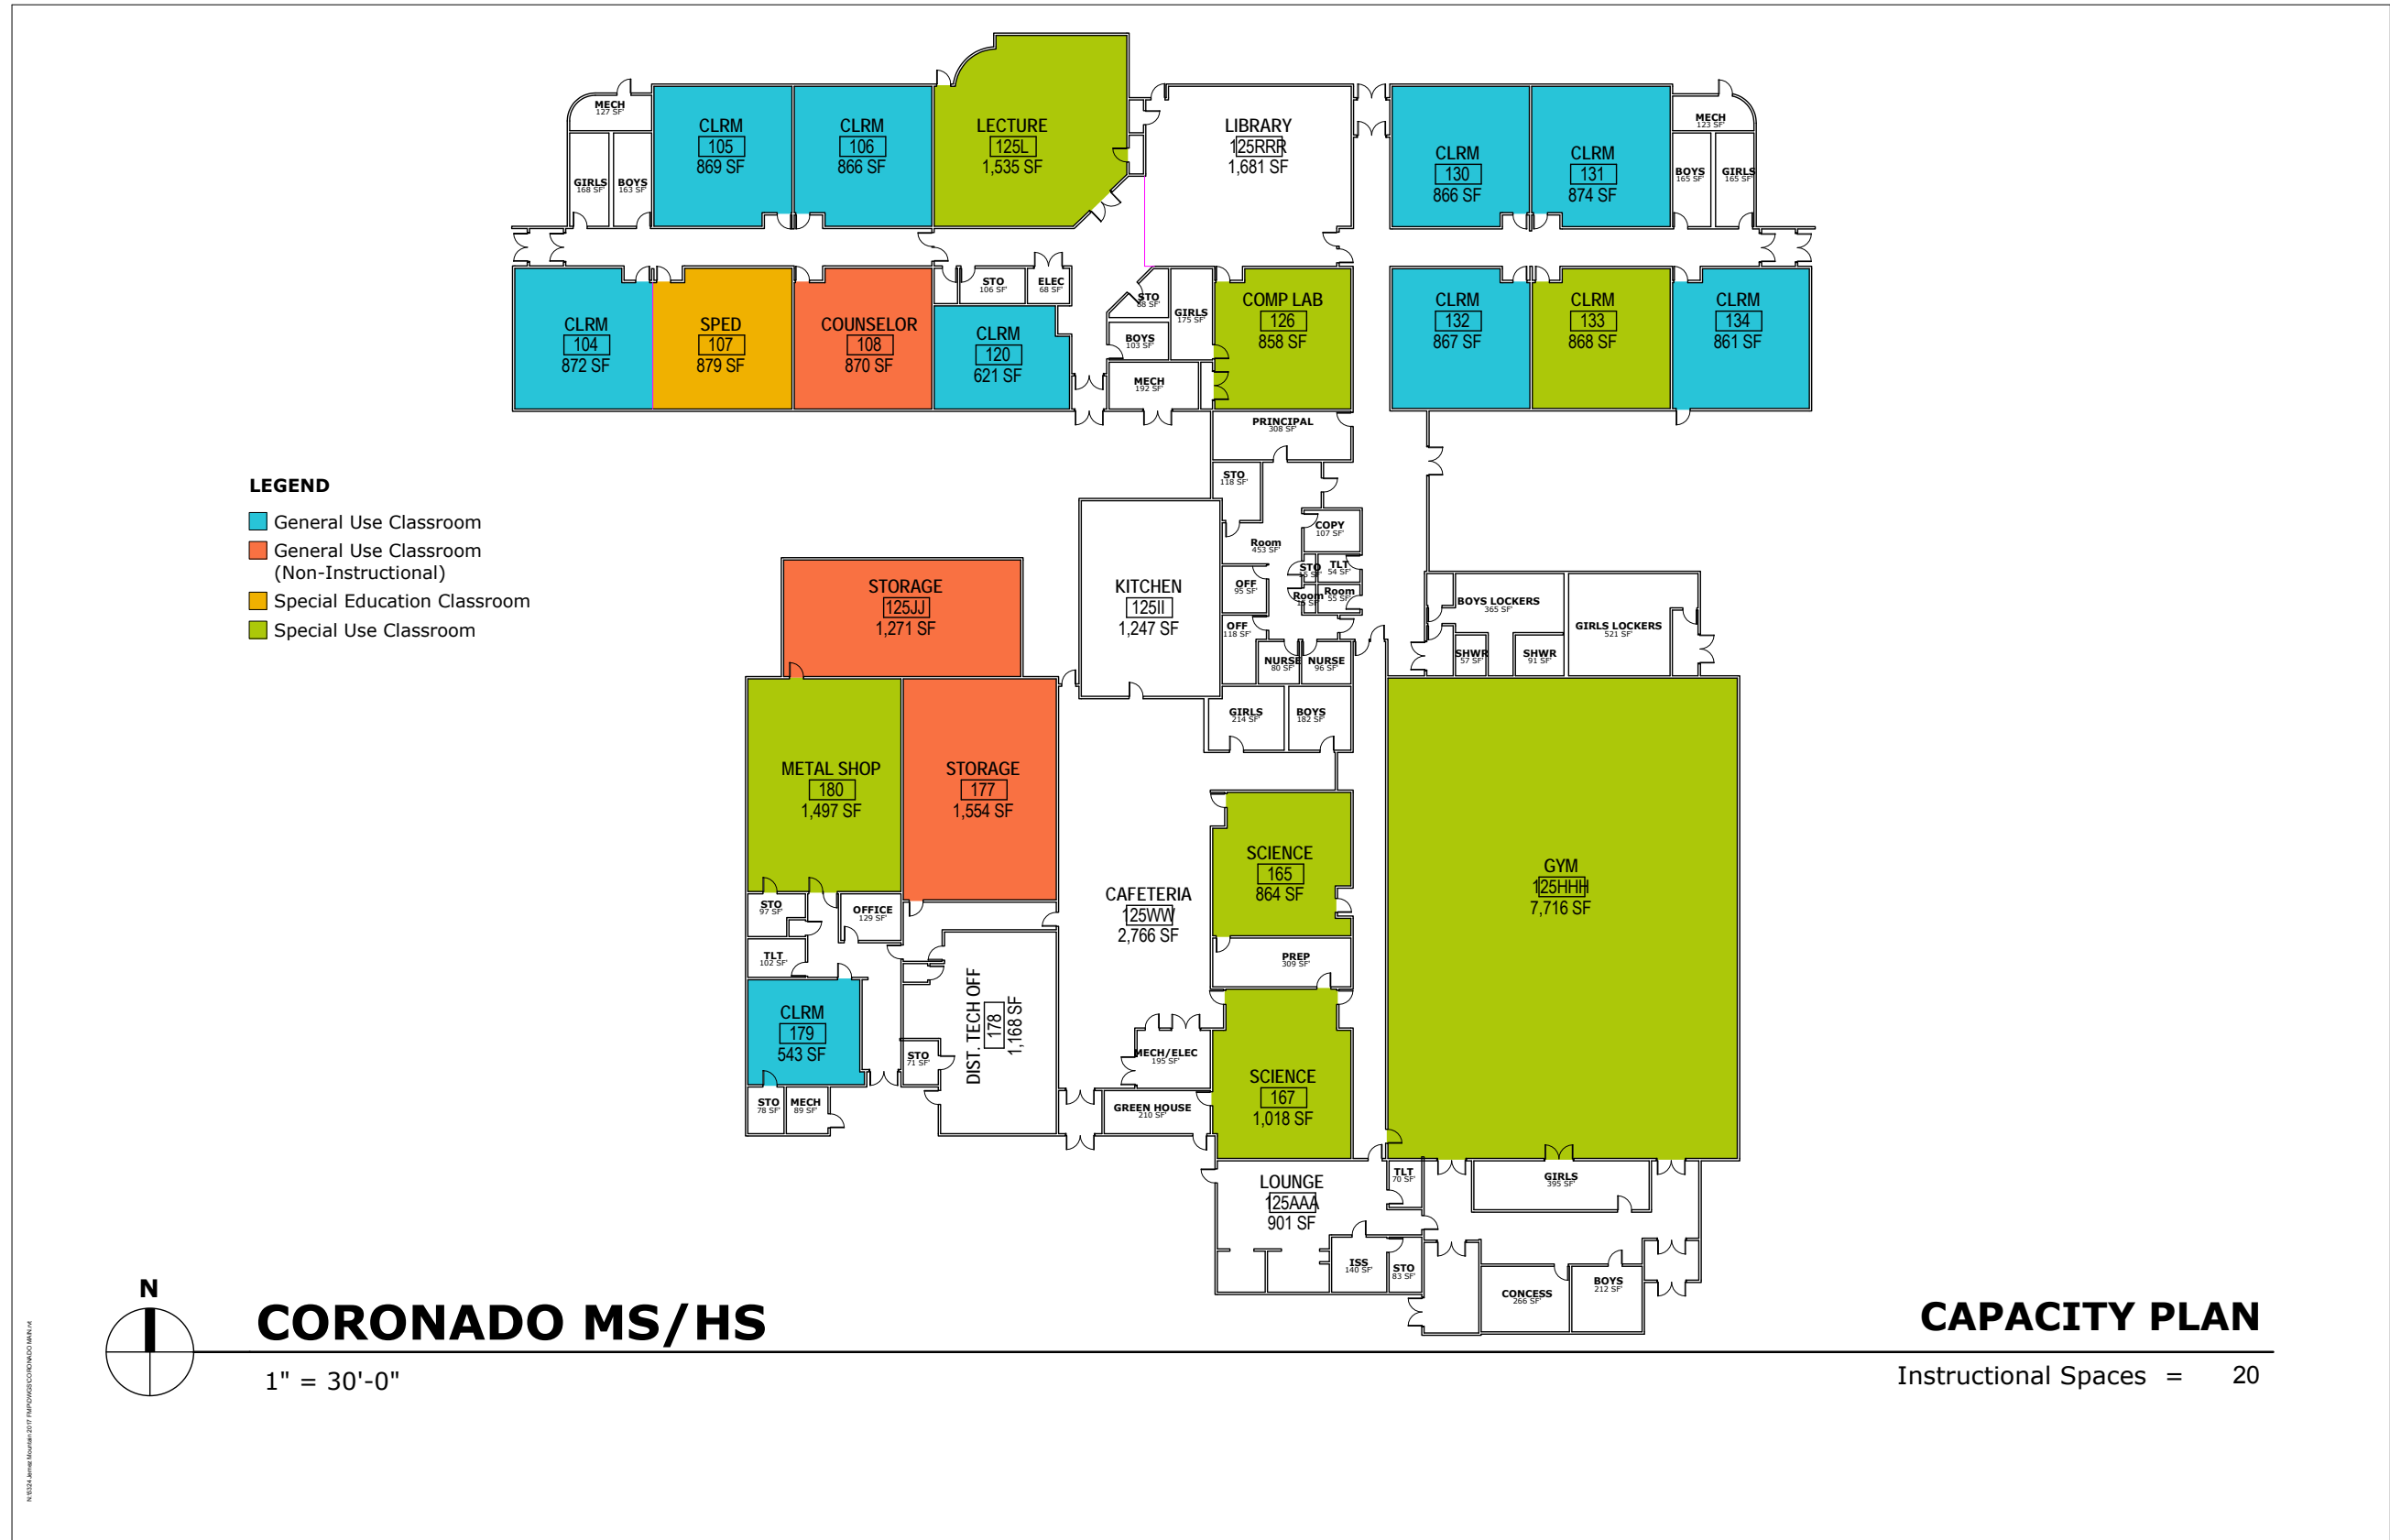 MECH
127 SF'
GIRLS
168 SF'
BOYS
163 SF'
CLRM
105
869 SF
CLRM
106
866 SF
LECTURE
125L
1,535 SF
LIBRARY
125RRR
1,681 SF
CLRM
130
866 SF
CLRM
131
874 SF
MECH
123 SF'
BOYS
165 SF'
GIRLS
165 SF'
CLRM
104
872 SF
SPED
107
879 SF
COUNSELOR
108
870 SF
STO
106 SF'
ELEC
68 SF'
CLRM
120
621 SF
STO
68 SF'
GIRLS
175 SF'
BOYS
103 SF'
MECH
192 SF'
COMP LAB
126
858 SF
CLRM
132
867 SF
CLRM
133
868 SF
CLRM
134
861 SF
LEGEND
General Use Classroom
General Use Classroom
(Non-Instructional)
Special Education Classroom
Special Use Classroom
PRINCIPAL
308 SF'
STO
118 SF'
COPY
107 SF'
Room
453 SF'
STO
TLT
54 SF'
OFF
95 SF'
Room
Room
55 SF'
OFF
118 SF'
NURSE
80 SF'
NURSE
96 SF'
GIRLS
214 SF'
BOYS
182 SF'
KITCHEN
125II
1,247 SF
STORAGE
125JJ
1,271 SF
BOYS LOCKERS
365 SF'
GIRLS LOCKERS
521 SF'
SHWR
57 SF'
SHWR
91 SF'
METAL SHOP
180
1,497 SF
STORAGE
177
1,554 SF
CAFETERIA
125WW
2,766 SF
SCIENCE
165
864 SF
GYM
125HHH
7,716 SF
STO
97 SF'
OFFICE
129 SF'
TLT
102 SF'
PREP
309 SF'
CLRM
179
543 SF
DIST. TECH OFF
178
1,168 SF
STO
71 SF'
MECH/ELEC
195 SF'
SCIENCE
167
1,018 SF
STO
78 SF'
MECH
89 SF'
GREEN HOUSE
210 SF'
LOUNGE
125AAA
901 SF
TLT
70 SF'
GIRLS
395 SF'
ISS
140 SF'
STO
83 SF'
CONCESS
266 SF'
BOYS
212 SF'
N
CORONADO MS/HS
1" = 30'-0"
CAPACITY PLAN
Instructional Spaces = 20